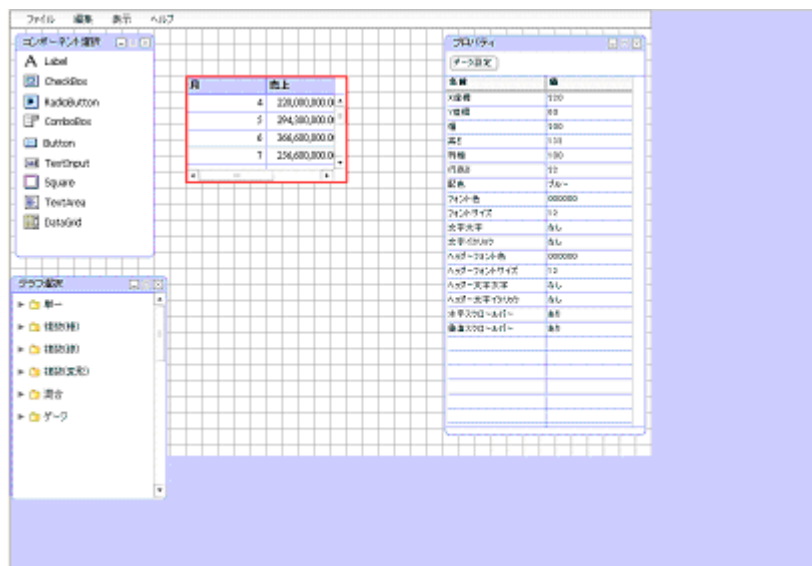 ファイル 編集 表示 ヘルプ
コンポーネント選択
Label
CheckBox
RadioButton
ComboBox
Button
TextInput
Square
TextArea
DataGrid
月 売上
4 220,000,000.0
5 294,300,000.0
6 366,600,000.0
7 256,600,000.0
グラフ選択
単一
複数(縦)
複数(線)
複数(変形)
混合
ゲージ
プロパティ
データ設定
名前 値
X座標 120
Y座標 60
幅
高さ
列幅 100
行高さ
配色 ブルー
フォント色 000000
フォントサイズ 12
文字太字 なし
文字イタリック なし
ヘッダーフォント色 000000
ヘッダーフォントサイズ 12
ヘッダー文字太字 なし
ヘッダー文字イタリック なし
水平スクロールバー あり
垂直スクロールバー あり